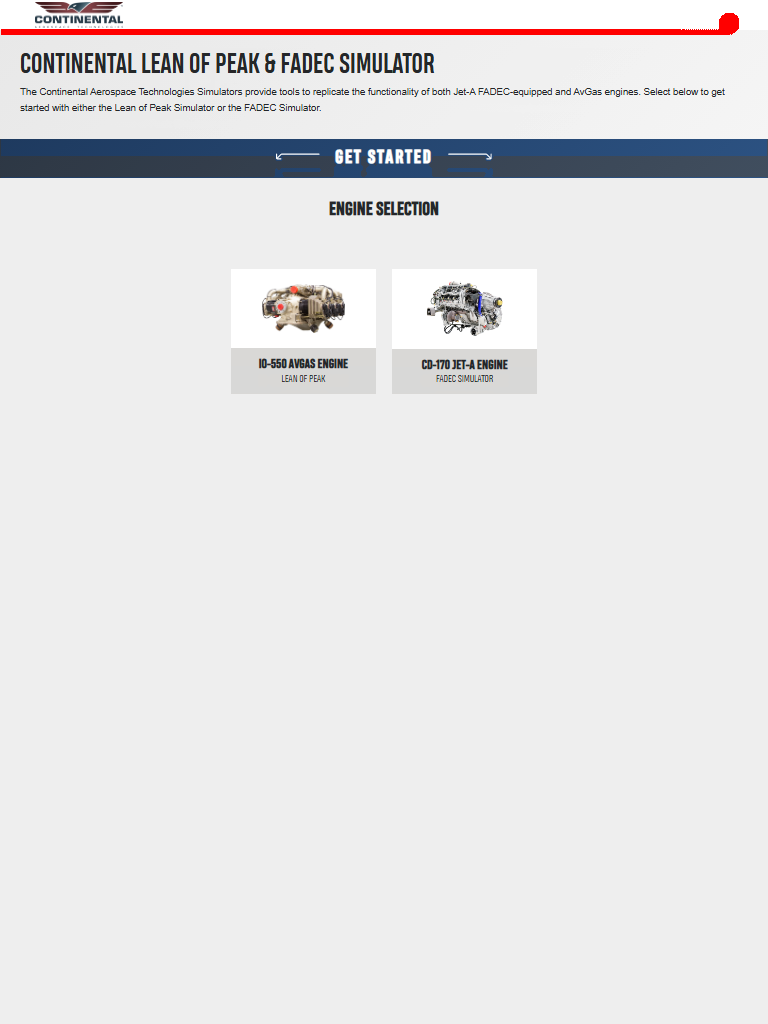 CONTINENTAL
AEROSPACE TECHNOLOGIES
CONTINENTAL LEAN OF PEAK & FADEC SIMULATOR
The Continental Aerospace Technologies Simulators provide tools to replicate the functionality of both Jet-A FADEC-equipped and AvGas engines. Select below to get
started with either the Lean of Peak Simulator or the FADEC Simulator.
GET STARTED
ENGINE SELECTION
IO-550 AVGAS ENGINE
LEAN OF PEAK
CD-170 JET-A ENGINE
FADEC SIMULATOR